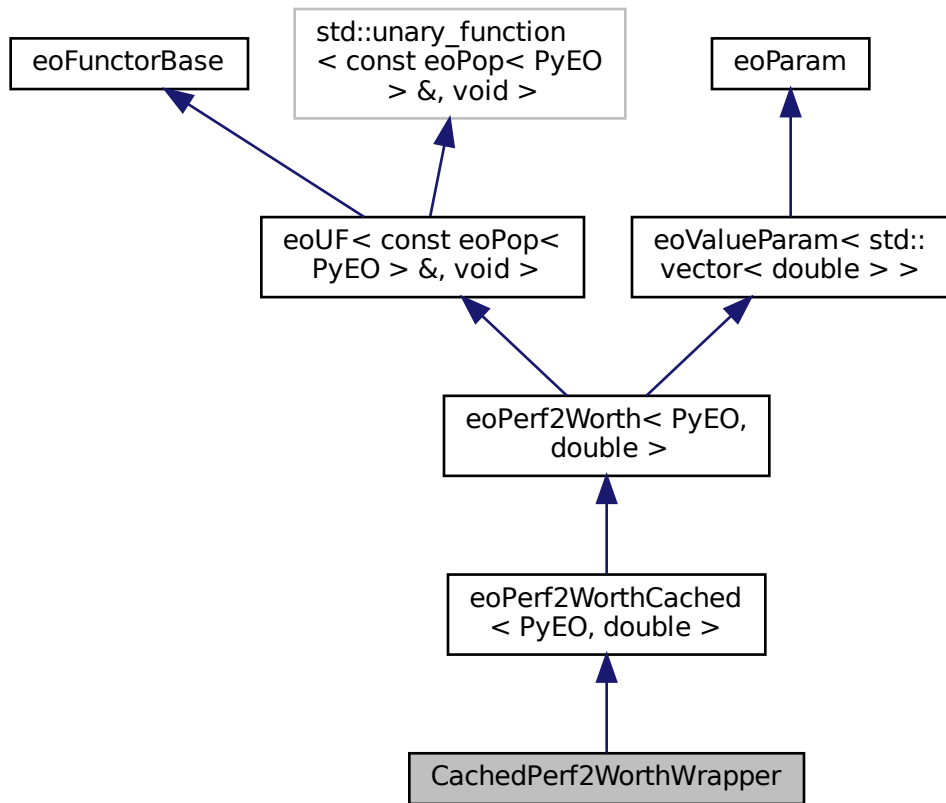 std::unary_function
< const eoPop< PyEO
> &, void >
eoFunctorBase
eoParam
eoUF< const eoPop<
PyEO > &, void >
eoValueParam< std::
vector< double > >
eoPerf2Worth< PyEO,
double >
eoPerf2WorthCached
< PyEO, double >
CachedPerf2WorthWrapper